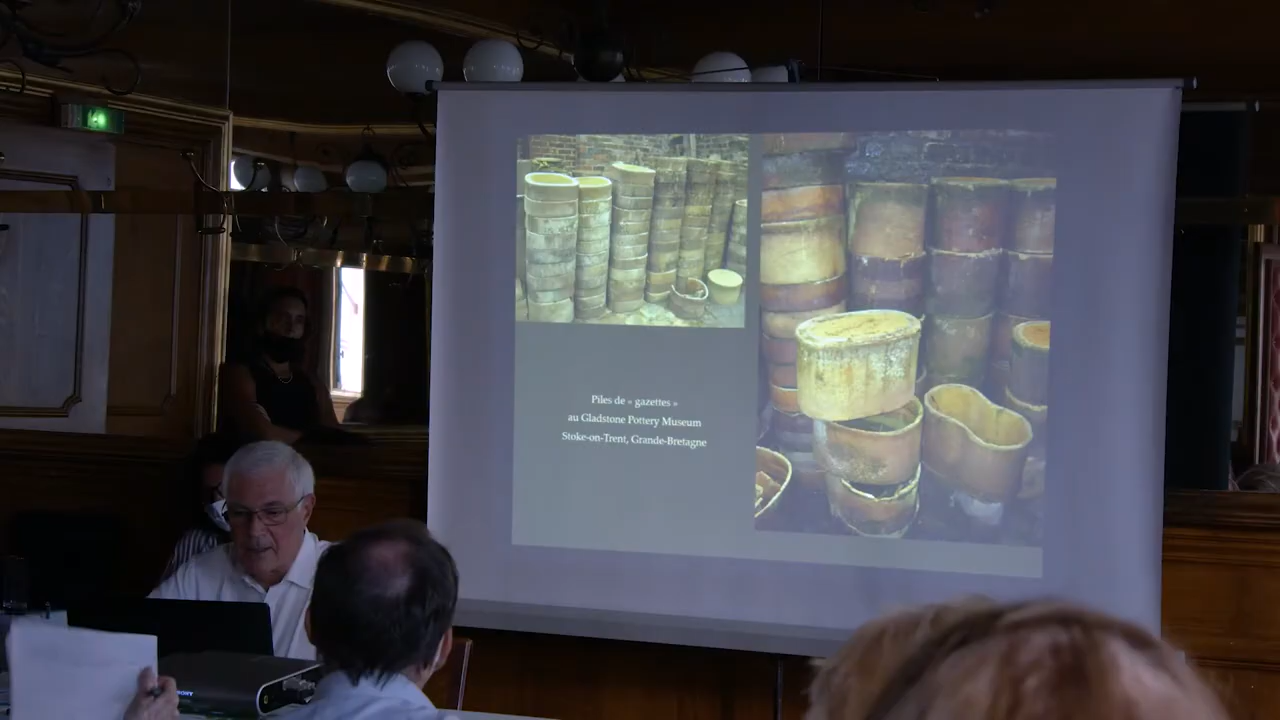 Piles de « gazettes »
au Gladstone Pottery Museum
Stoke-on-Trent, Grande-Bretagne